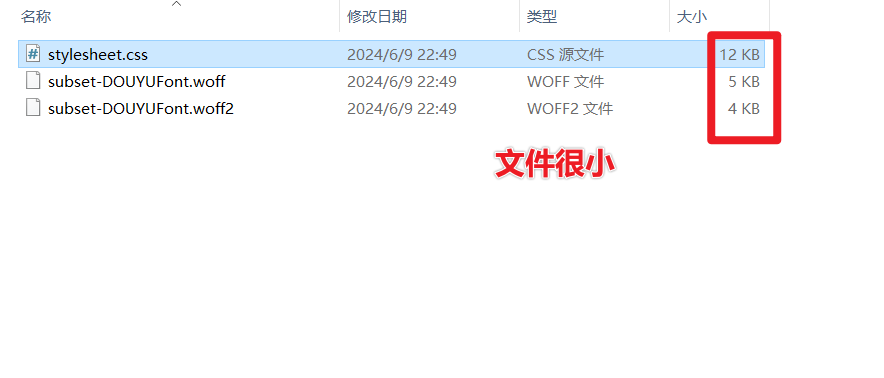 名称 修改日期 类型 大小
stylesheet.css 2024/6/9 22:49 CSS 源文件 12 KB
subset-DOUYUFont.woff 2024/6/9 22:49 WOFF 文件 5 KB
subset-DOUYUFont.woff2 2024/6/9 22:49 WOFF2 文件 4 KB
文件很小